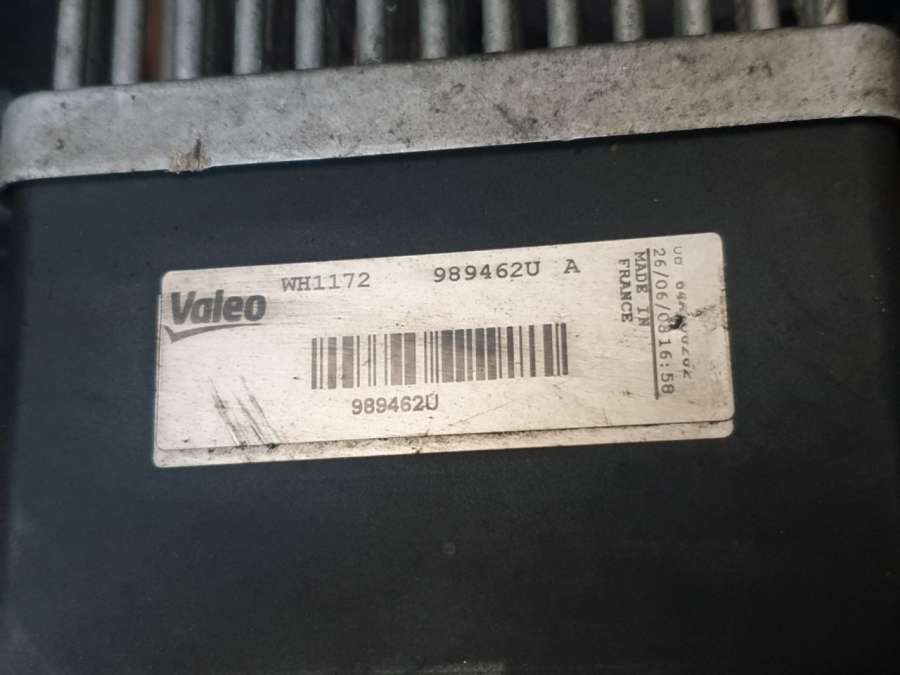 WH1172 989462U A
Valeo
989462U
26/06/08 16:58
MADE IN
FRANCE